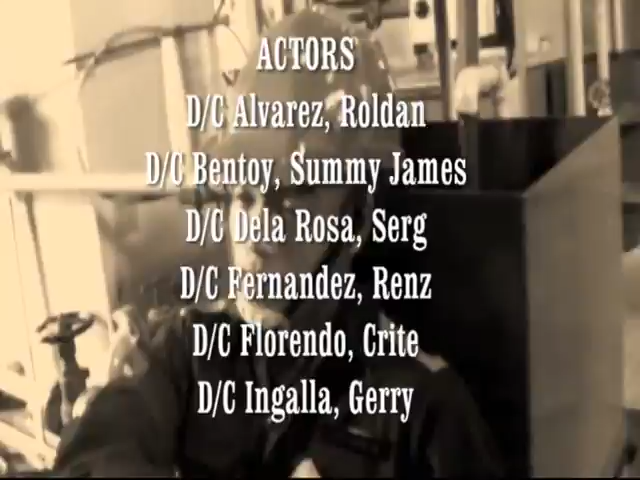 ACTORS
D/C Alvarez, Roldan
D/C Bentoy, Summy James
D/C Dela Rosa, Serg
D/C Fernandez, Renz
D/C Florendo, Crite
D/C Ingalla, Gerry